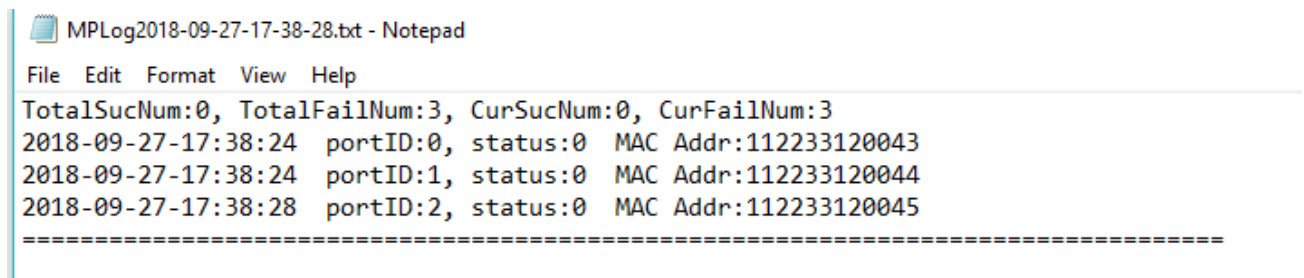 MPLog2018-09-27-17-38-28.txt - Notepad
File Edit Format View Help
TotalSucNum:0, TotalFailNum:3, CurSucNum:0, CurFailNum:3
2018-09-27-17:38:24  portID:0, status:0  MAC Addr:112233120043
2018-09-27-17:38:24  portID:1, status:0  MAC Addr:112233120044
2018-09-27-17:38:28  portID:2, status:0  MAC Addr:112233120045
===================================================================================